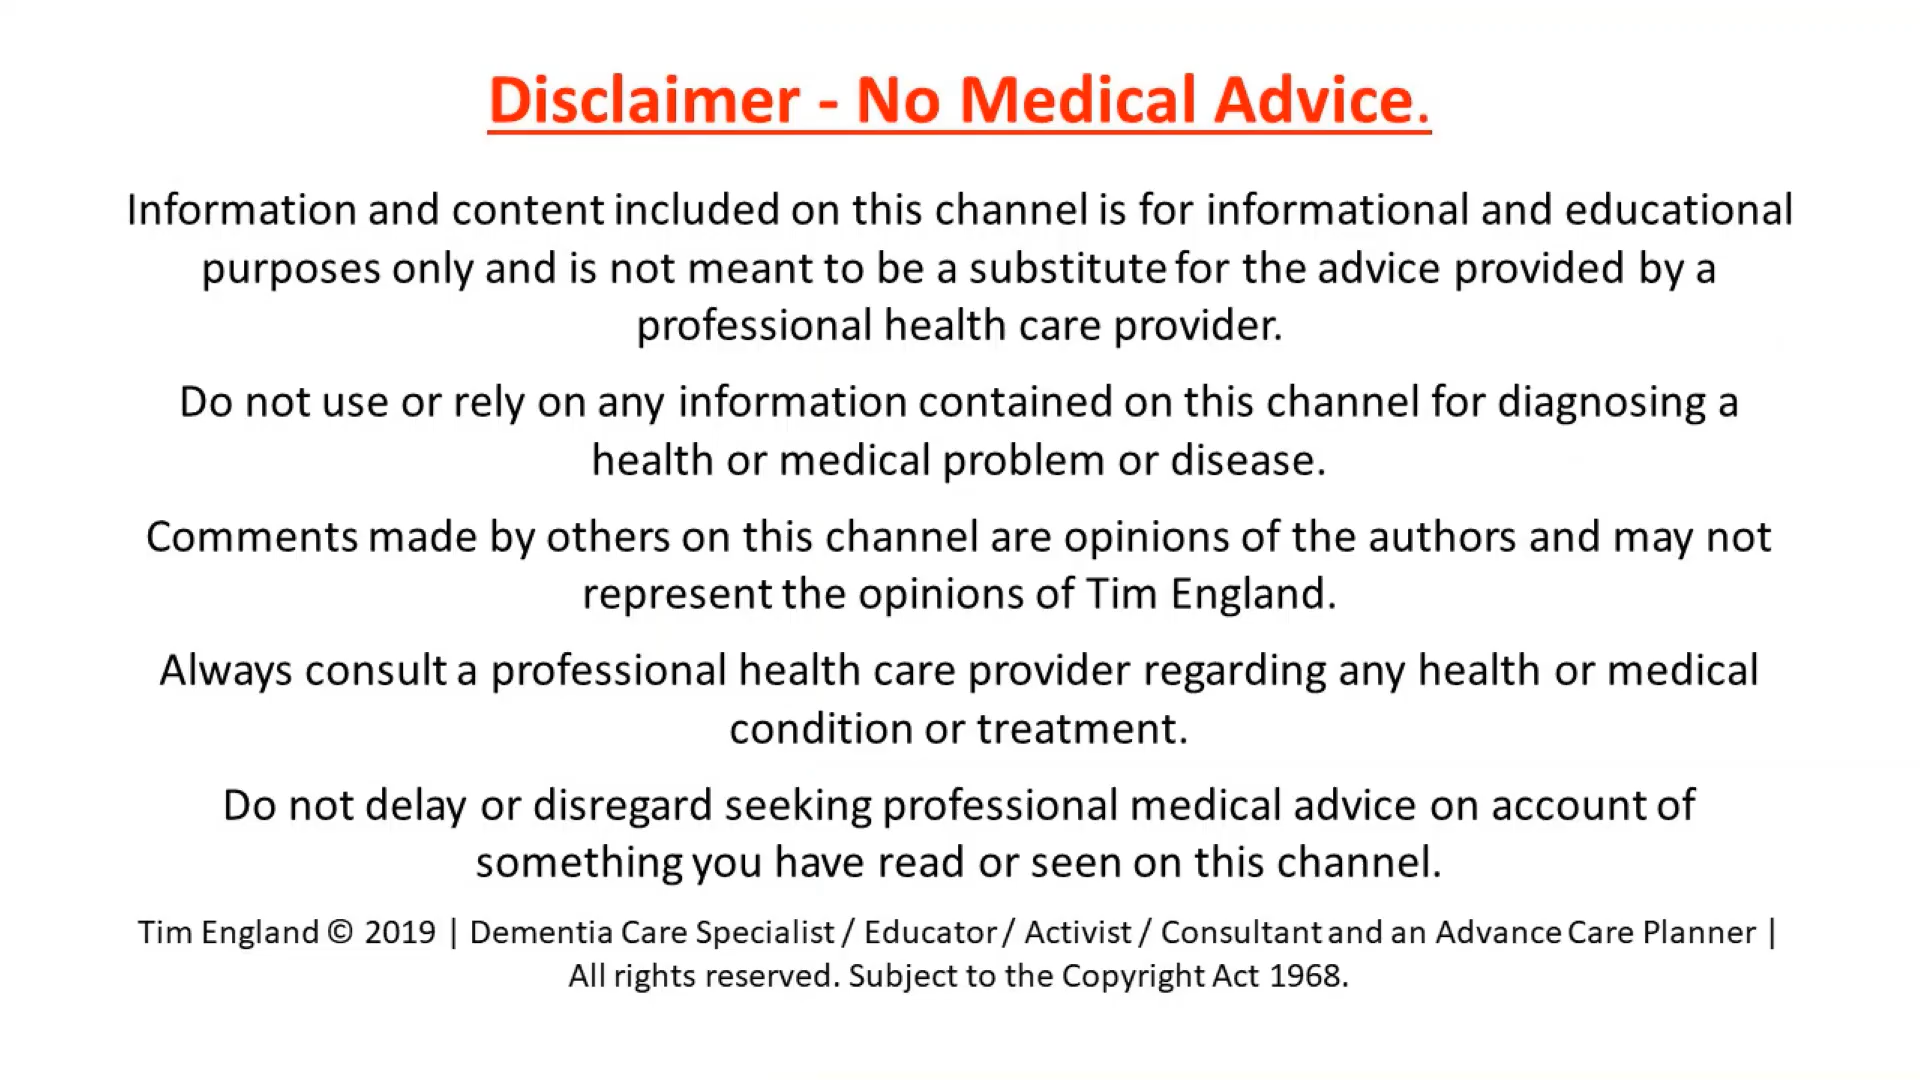 Disclaimer - No Medical Advice.
Information and content included on this channel is for informational and educational
purposes only and is not meant to be a substitute for the advice provided by a
professional health care provider.
Do not use or rely on any information contained on this channel for diagnosing a
health or medical problem or disease.
Comments made by others on this channel are opinions of the authors and may not
represent the opinions of Tim England.
Always consult a professional health care provider regarding any health or medical
condition or treatment.
Do not delay or disregard seeking professional medical advice on account of
something you have read or seen on this channel.
Tim England © 2019 | Dementia Care Specialist / Educator / Activist / Consultant and an Advance Care Planner |
All rights reserved. Subject to the Copyright Act 1968.